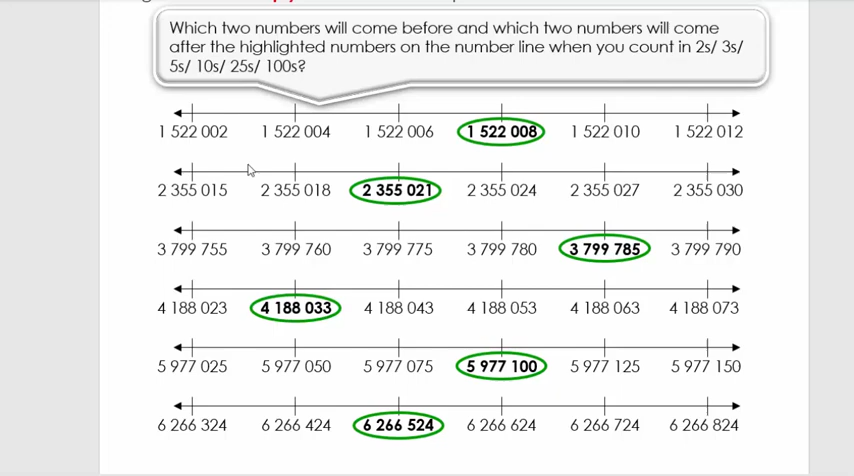 Which two numbers will come before and which two numbers will come
after the highlighted numbers on the number line when you count in 2s/ 3s/
5s/ 10s/ 25s/ 100s?
1 522 002 1 522 004 1 522 006 1 522 008 1 522 010 1 522 012
2 355 015 2 355 018 2 355 021 2 355 024 2 355 027 2 355 030
3 799 755 3 799 760 3 799 775 3 799 780 3 799 785 3 799 790
4 188 023 4 188 033 4 188 043 4 188 053 4 188 063 4 188 073
5 977 025 5 977 050 5 977 075 5 977 100 5 977 125 5 977 150
6 266 324 6 266 424 6 266 524 6 266 624 6 266 724 6 266 824